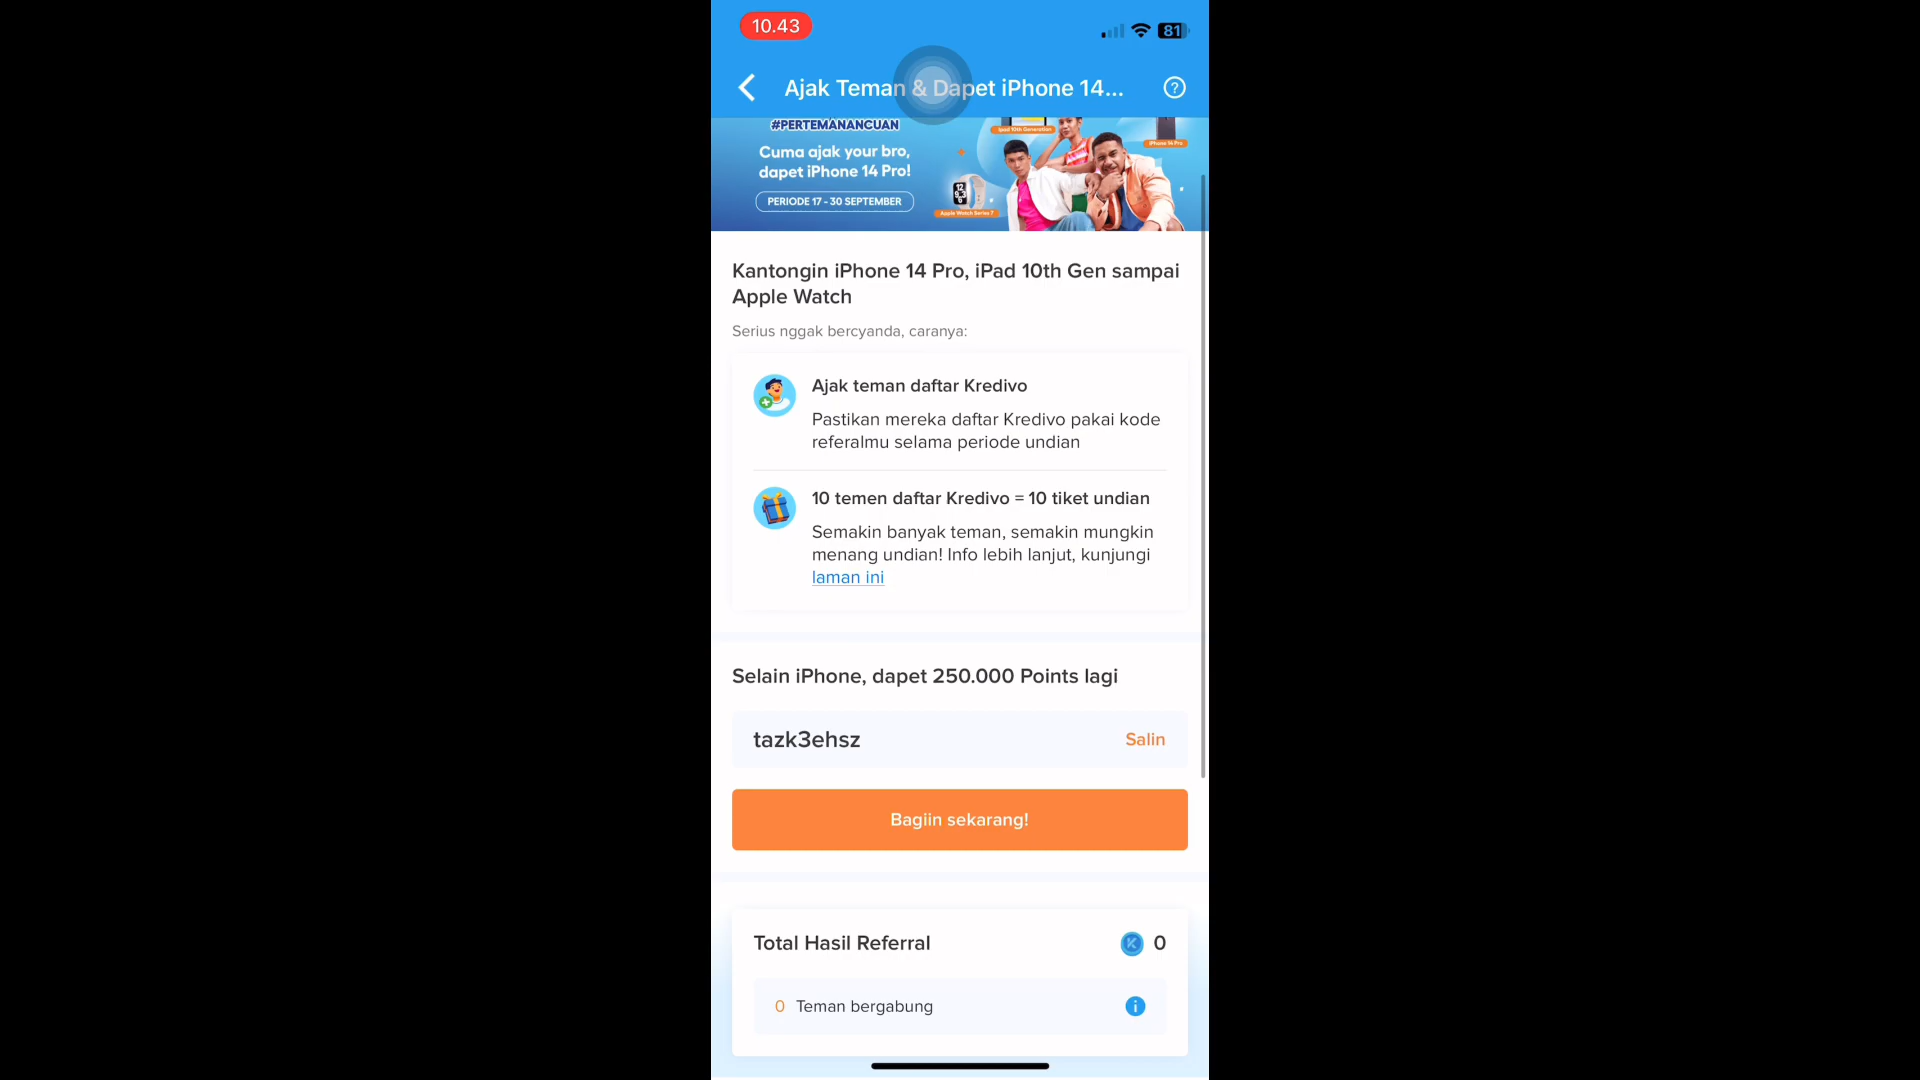 10.43
81
Ajak Teman & Dapet iPhone 14...
#PERTEMANANCUAN
Cuma ajak your bro,
dapet iPhone 14 Pro!
PERIODE 17 - 30 SEPTEMBER
Ipad 10th Generation
iPhone 14 Pro
Apple Watch Series 7
Kantongin iPhone 14 Pro, iPad 10th Gen sampai
Apple Watch
Serius nggak bercyanda, caranya:
Ajak teman daftar Kredivo
Pastikan mereka daftar Kredivo pakai kode
referalmu selama periode undian
10 temen daftar Kredivo = 10 tiket undian
Semakin banyak teman, semakin mungkin
menang undian! Info lebih lanjut, kunjungi
laman ini
Selain iPhone, dapet 250.000 Points lagi
tazk3ehsz
Salin
Bagiin sekarang!
Total Hasil Referral
0
0 Teman bergabung